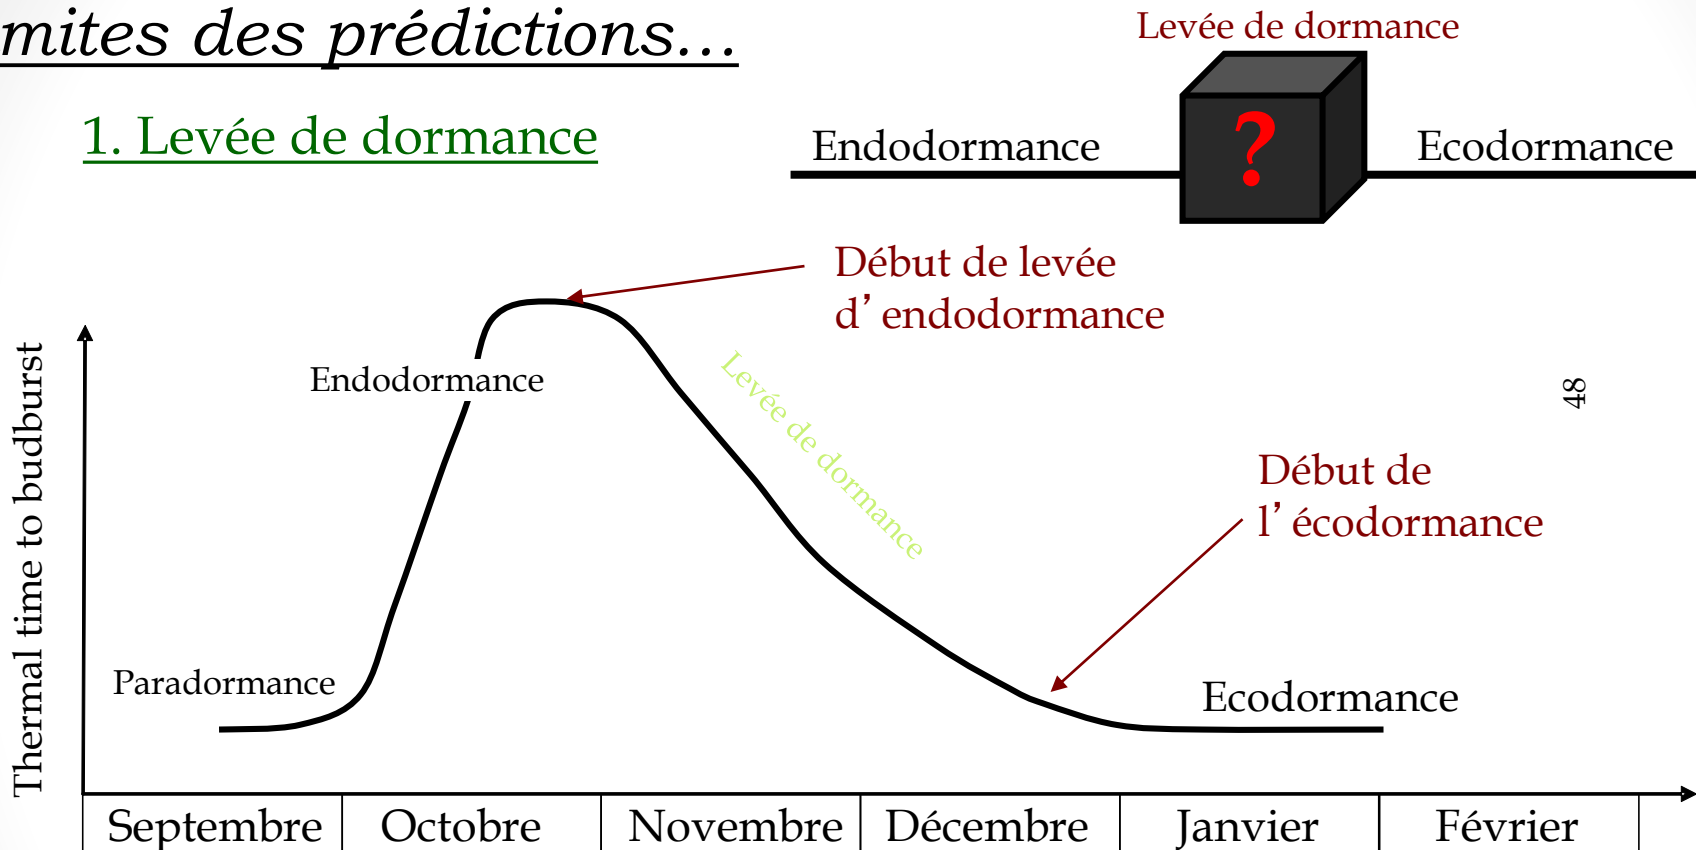 mites des prédictions…
Levée de dormance
1. Levée de dormance
Endodormance
?
Ecodormance
Début de levée
d’ endodormance
Thermal time to budburst
Endodormance
Levée de dormance
48
Début de
l’ écodormance
Paradormance
Ecodormance
Septembre
Octobre
Novembre
Décembre
Janvier
Février